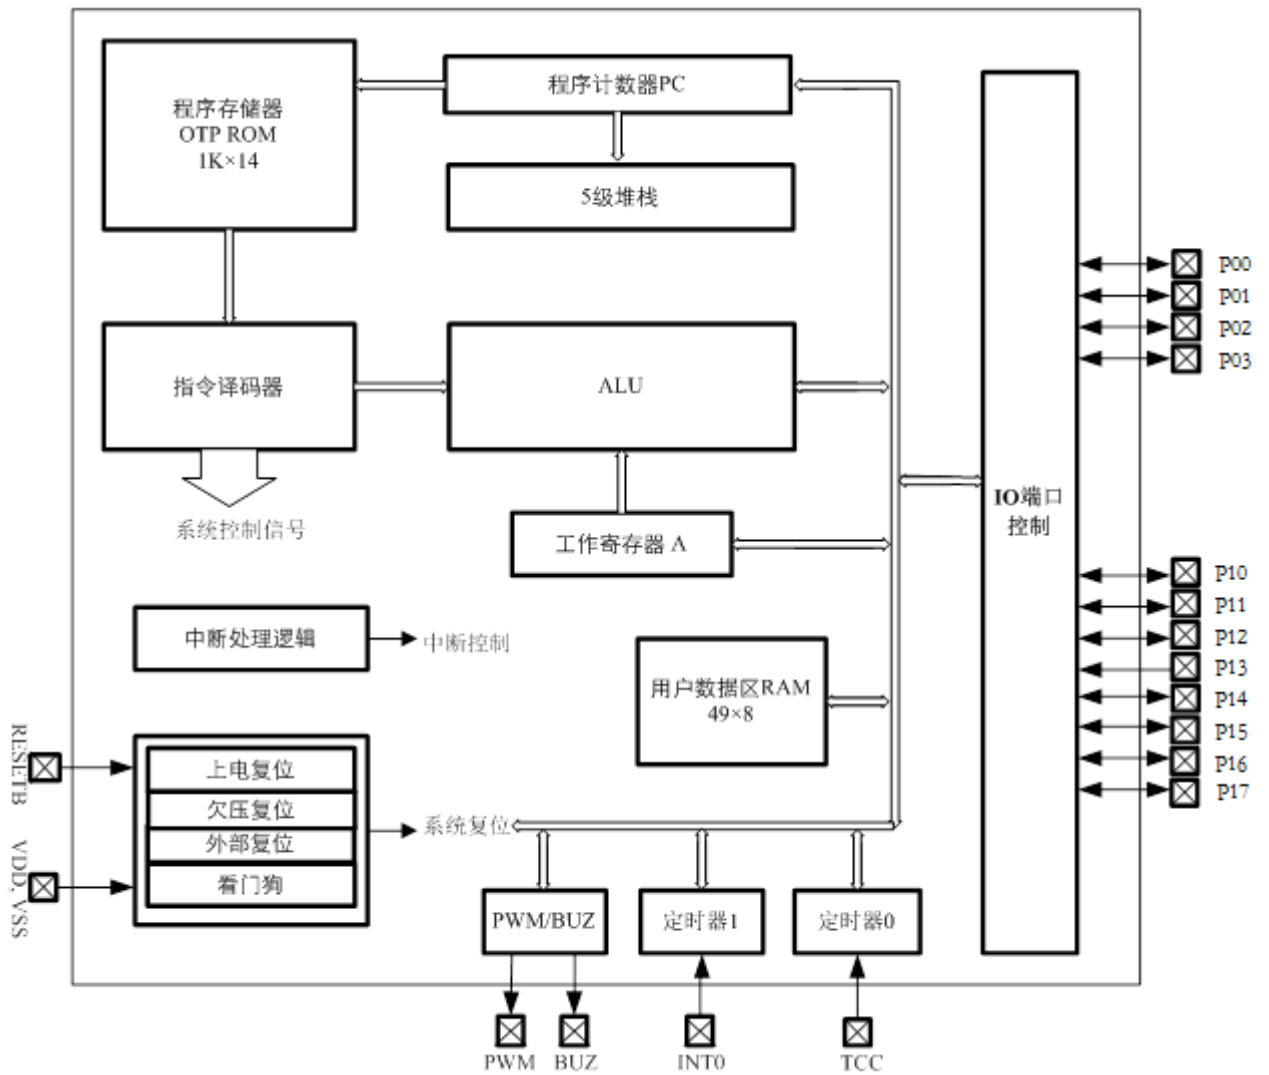 程序存储器
OTP ROM
1K×14
程序计数器PC
5级堆栈
指令译码器
ALU
系统控制信号
工作寄存器 A
IO端口
控制
P00
P01
P02
P03
P10
P11
P12
P13
P14
P15
P16
P17
中断处理逻辑
中断控制
用户数据区RAM
49×8
RESETB
VDD, VSS
上电复位
欠压复位
外部复位
看门狗
系统复位
PWM/BUZ
定时器1
定时器0
PWM
BUZ
INT0
TCC